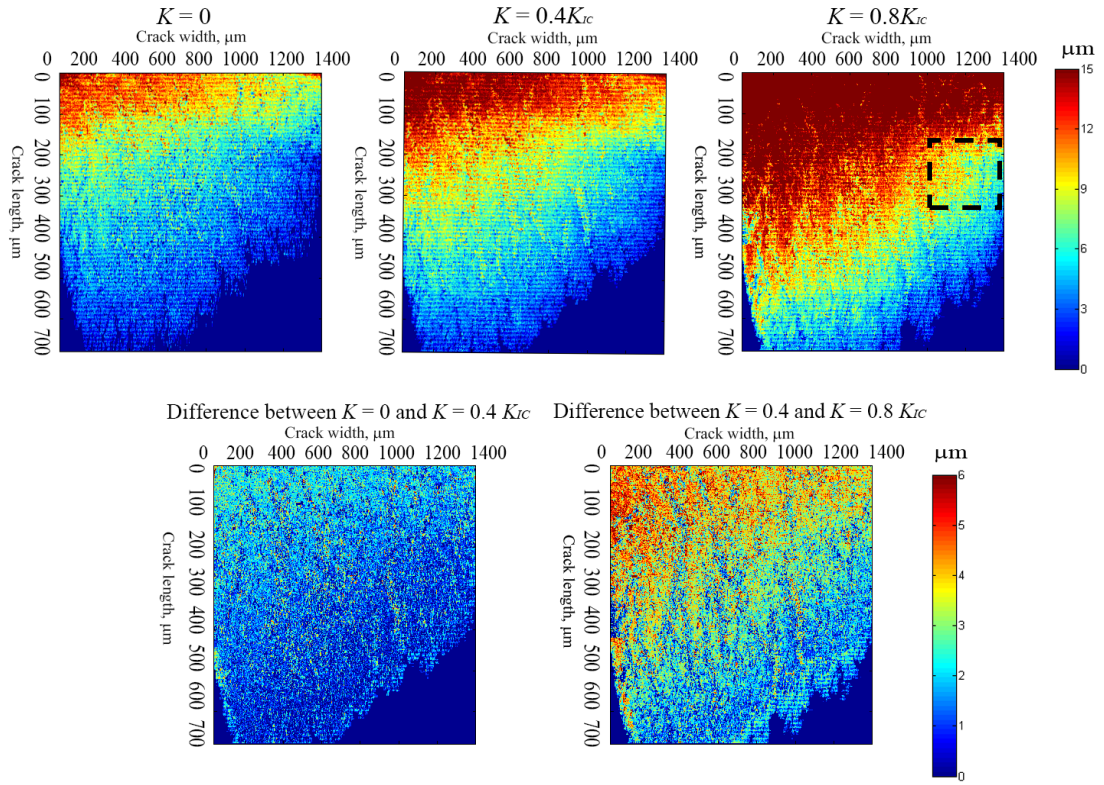 K = 0
Crack width, μm
0 200 400 600 800 1000 1200 1400
0 100 200 300 400 500 600 700
Crack length, μm
K = 0.4KIC
Crack width, μm
0 200 400 600 800 1000 1200 1400
0 100 200 300 400 500 600 700
Crack length, μm
K = 0.8KIC
Crack width, μm
0 200 400 600 800 1000 1200 1400
0 100 200 300 400 500 600 700
Crack length, μm
μm
15
12
9
6
3
0
Difference between K = 0 and K = 0.4 KIC
Crack width, μm
0 200 400 600 800 1000 1200 1400
0 100 200 300 400 500 600 700
Crack length, μm
Difference between K = 0.4 and K = 0.8 KIC
Crack width, μm
0 200 400 600 800 1000 1200 1400
0 100 200 300 400 500 600 700
Crack length, μm
μm
6
5
4
3
2
1
0